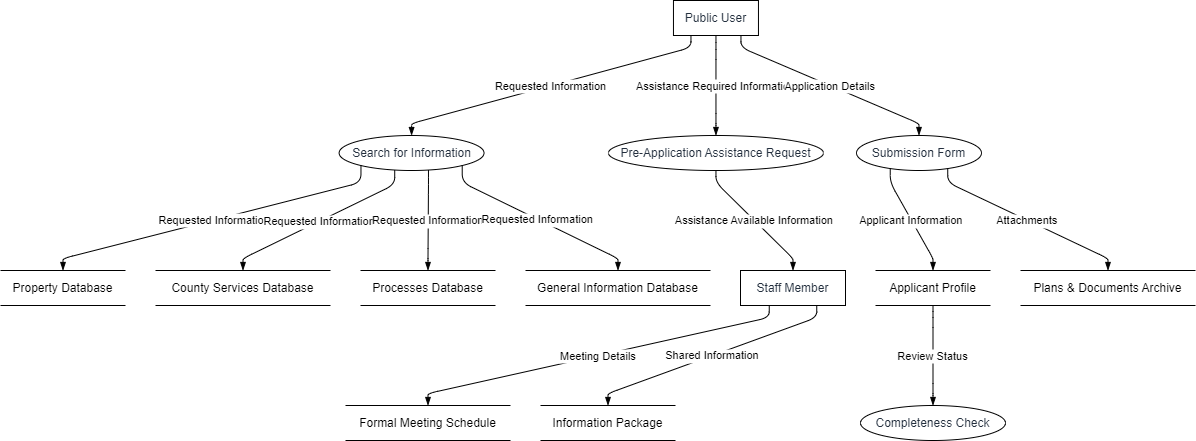 Public User
Requested Information
Assistance Required Informati
Application Details
Search for Information
Pre-Application Assistance Request
Submission Form
Requested Informatio
Requested Information
Requested Information
Requested Information
Assistance Available Information
Applicant Information
Attachments
Property Database
County Services Database
Processes Database
General Information Database
Staff Member
Applicant Profile
Plans & Documents Archive
Meeting Details
Shared Information
Review Status
Formal Meeting Schedule
Information Package
Completeness Check